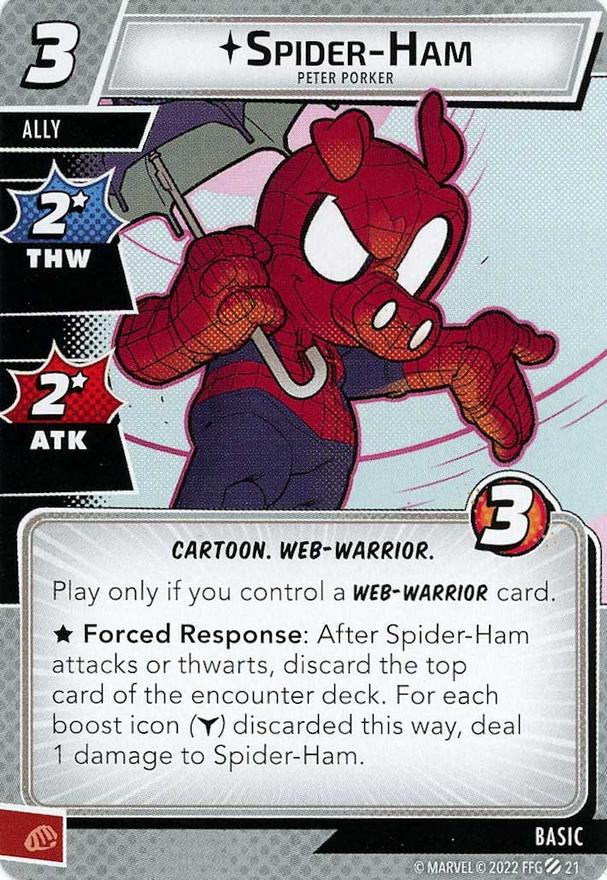 3
SPIDER-HAM
PETER PORKER
ALLY
2★
THW
2★
ATK
3
CARTOON. WEB-WARRIOR.
Play only if you control a WEB-WARRIOR card.
★ Forced Response: After Spider-Ham
attacks or thwarts, discard the top
card of the encounter deck. For each
boost icon () discarded this way, deal
1 damage to Spider-Ham.
BASIC
© MARVEL © 2022 FFG 21